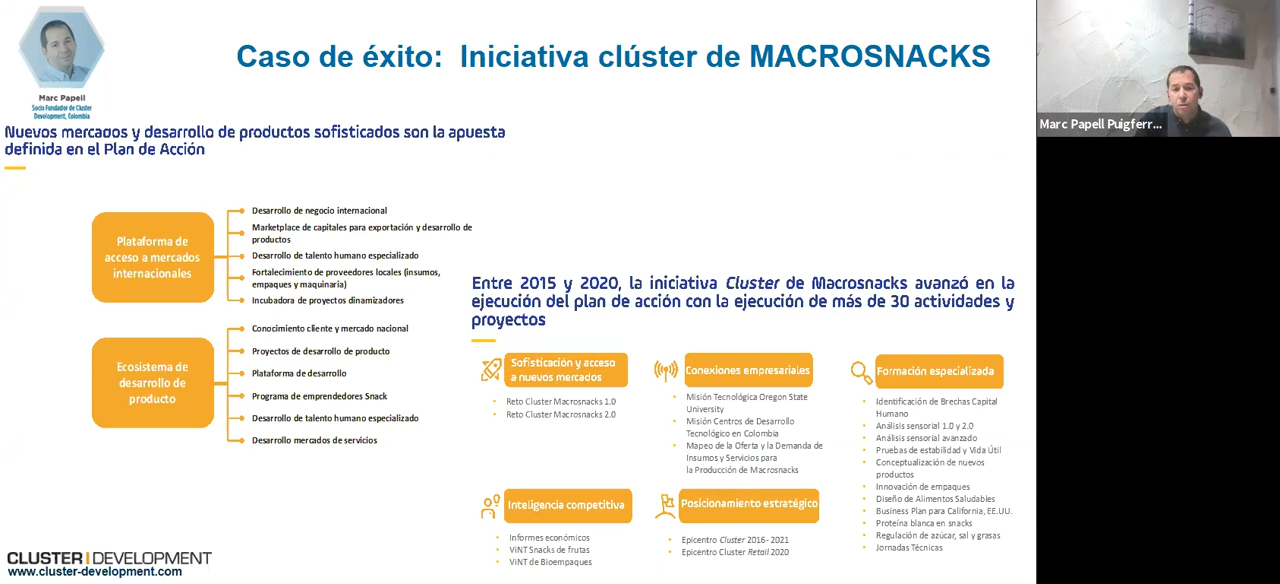 Caso de éxito: Iniciativa clúster de MACROSNACKS
Marc Papell
Socio Fundador de Cluster
Development, Colombia
Nuevos mercados y desarrollo de productos sofisticados son la apuesta
definida en el Plan de Acción
Plataforma de
acceso a mercados
internacionales
Desarrollo de negocio internacional
Marketplace de capitales para exportación y desarrollo de
productos
Desarrollo de talento humano especializado
Fortalecimiento de proveedores locales (insumos,
empaques y maquinaria)
Incubadora de proyectos dinamizadores
Ecosistema de
desarrollo de
producto
Conocimiento cliente y mercado nacional
Proyectos de desarrollo de producto
Plataforma de desarrollo
Programa de emprendedores Snack
Desarrollo de talento humano especializado
Desarrollo mercados de servicios
Entre 2015 y 2020, la iniciativa Cluster de Macrosnacks avanzó en la
ejecución del plan de acción con la ejecución de más de 30 actividades y
proyectos
Sofisticación y acceso
a nuevos mercados
• Reto Cluster Macrosnacks 1.0
• Reto Cluster Macrosnacks 2.0
Conexiones empresariales
• Misión Tecnológica Oregon State
University
• Misión Centros de Desarrollo
Tecnológico en Colombia
• Mapeo de la Oferta y la Demanda de
Insumos y Servicios para
la Producción de Macrosnacks
Formación especializada
• Identificación de Brechas Capital
Humano
• Análisis sensorial 1.0 y 2.0
• Análisis sensorial avanzado
• Pruebas de estabilidad y Vida Útil
• Conceptualización de nuevos
productos
• Innovación de empaques
• Diseño de Alimentos Saludables
• Business Plan para California, EE.UU.
• Proteína blanca en snacks
• Regulación de azúcar, sal y grasas
• Jornadas Técnicas
Inteligencia competitiva
• Informes económicos
• ViNT Snacks de frutas
• ViNT de Bioempaques
Posicionamiento estratégico
• Epicentro Cluster 2016- 2021
• Epicentro Cluster Retail 2020
CLUSTER | DEVELOPMENT
www.cluster-development.com
Marc Papell Puigferr...